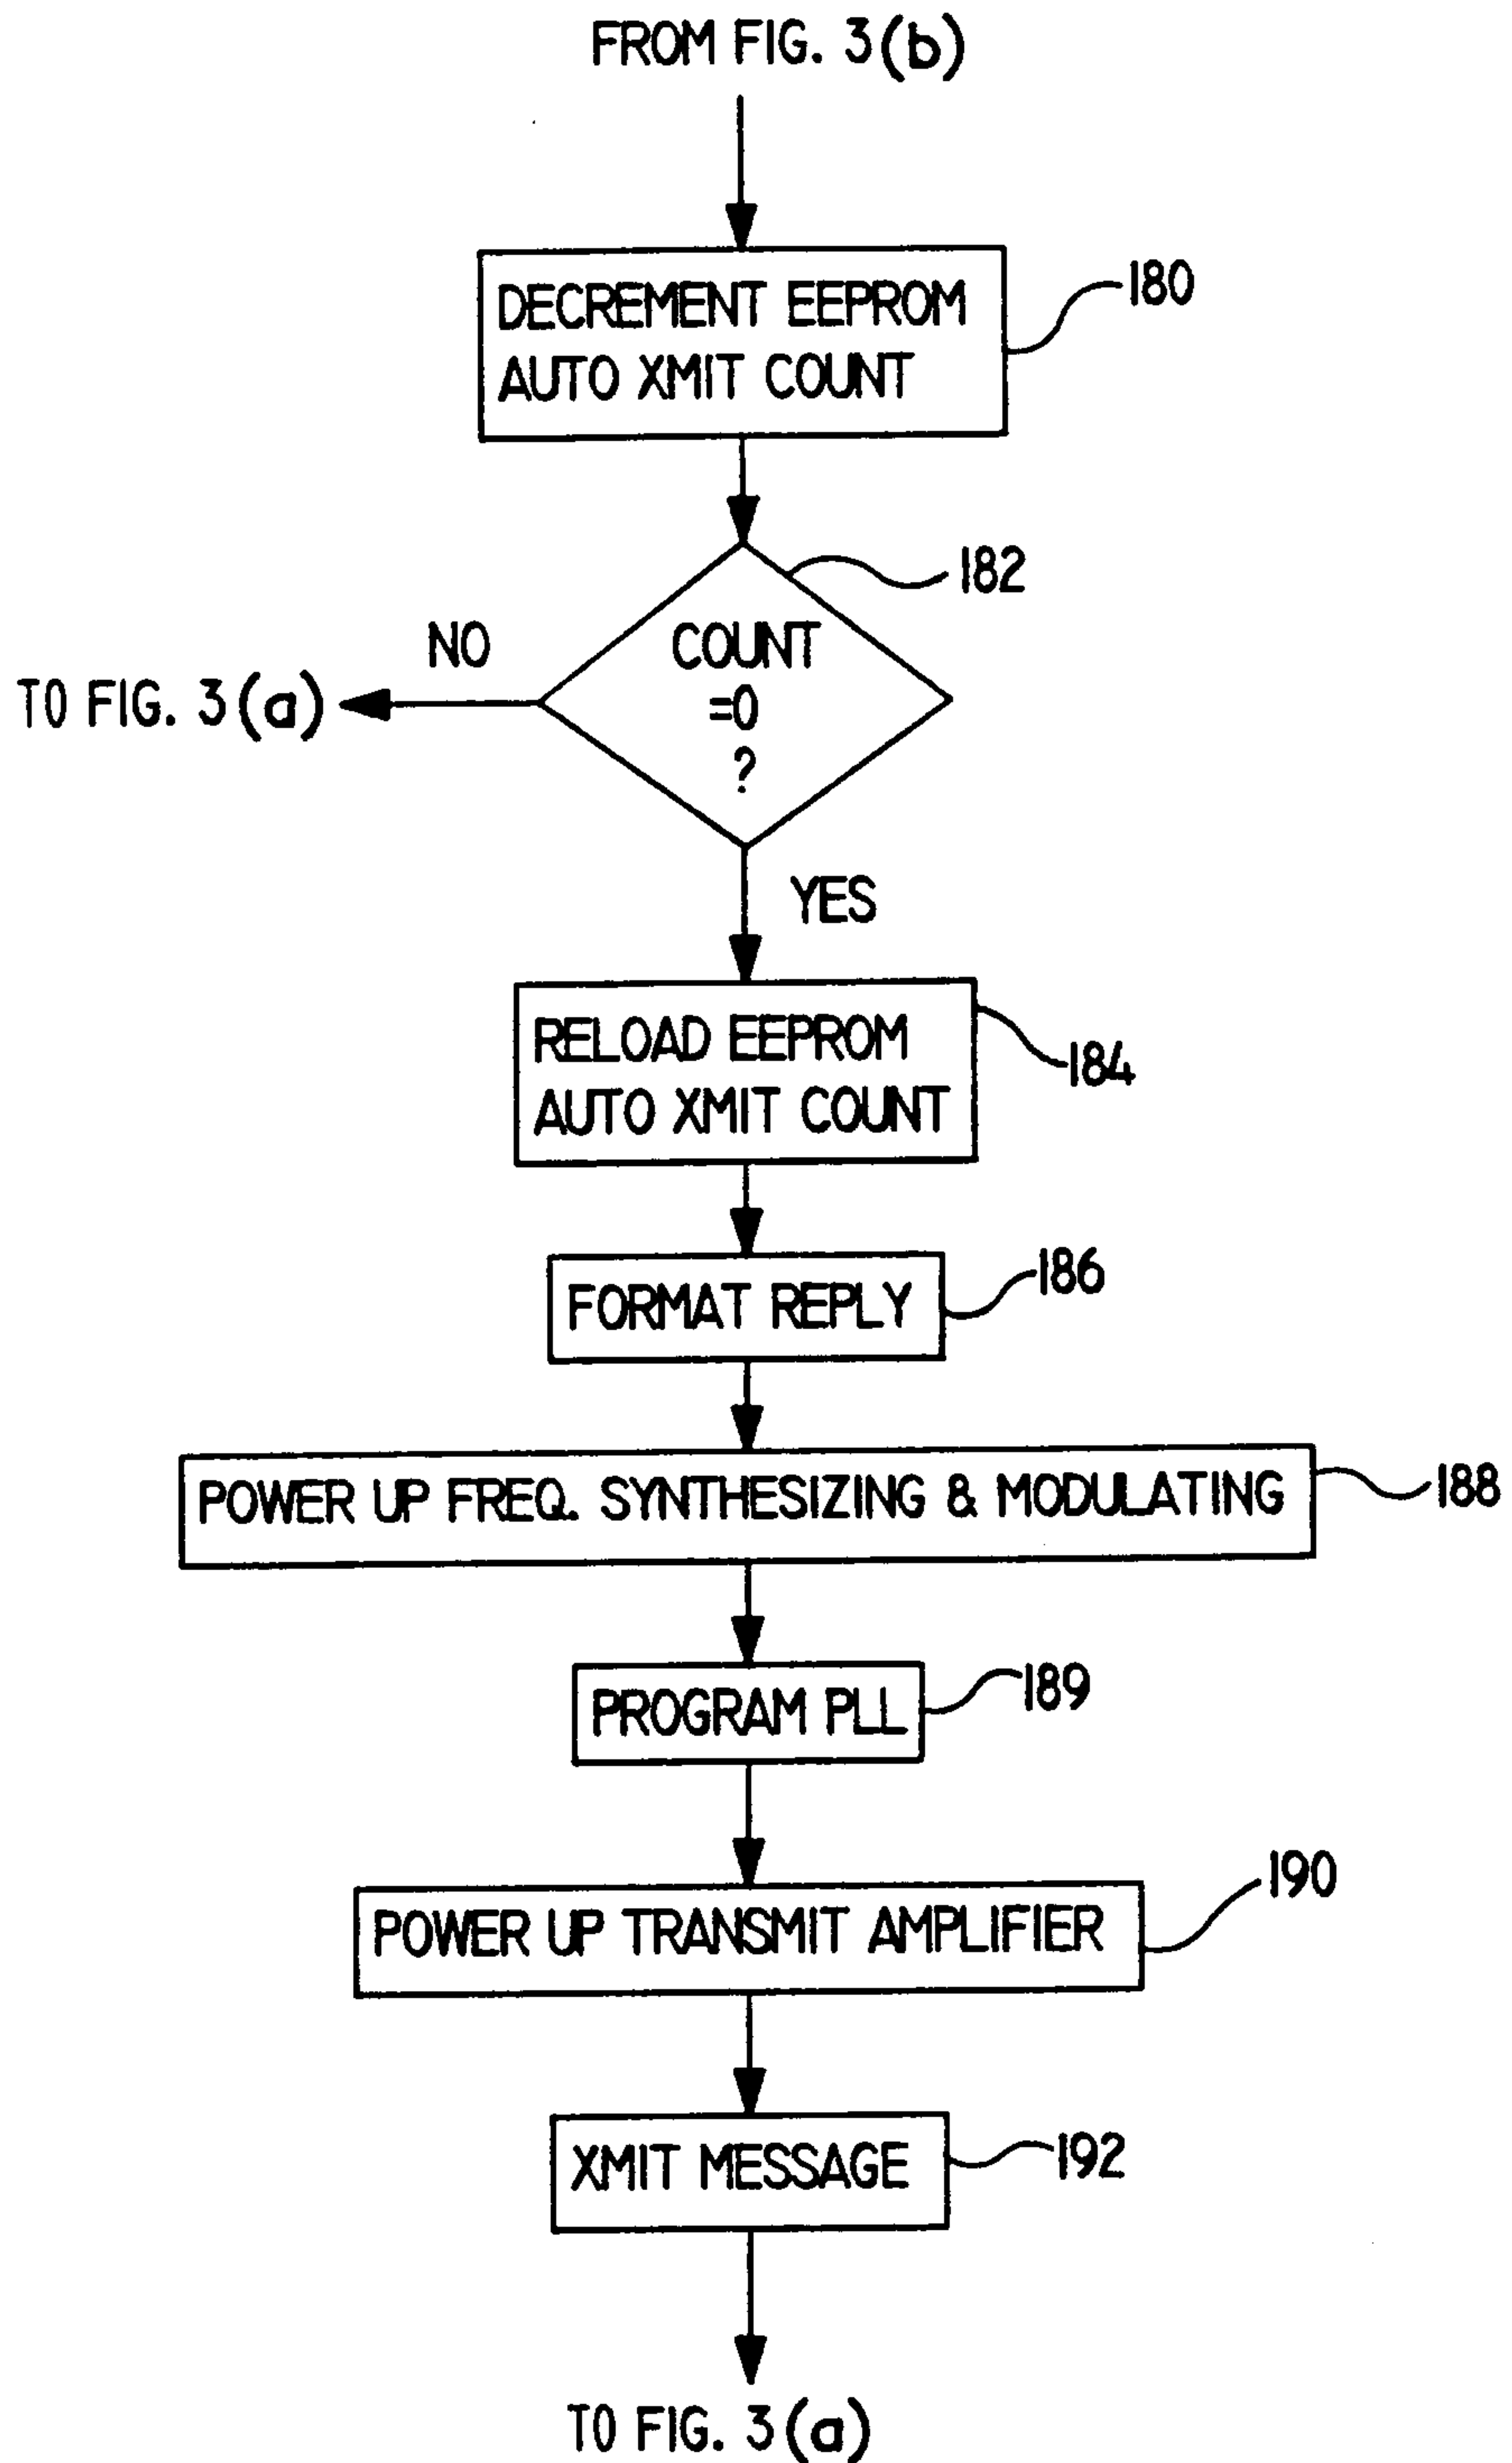 FROM FIG. 3(b)
DECREMENT EEPROM
AUTO XMIT COUNT
180
182
COUNT
=0
?
NO
TO FIG. 3(a)
YES
RELOAD EEPROM
AUTO XMIT COUNT
184
FORMAT REPLY
186
POWER UP FREQ. SYNTHESIZING & MODULATING
188
PROGRAM PLL
189
POWER UP TRANSMIT AMPLIFIER
190
XMIT MESSAGE
192
TO FIG. 3(a)